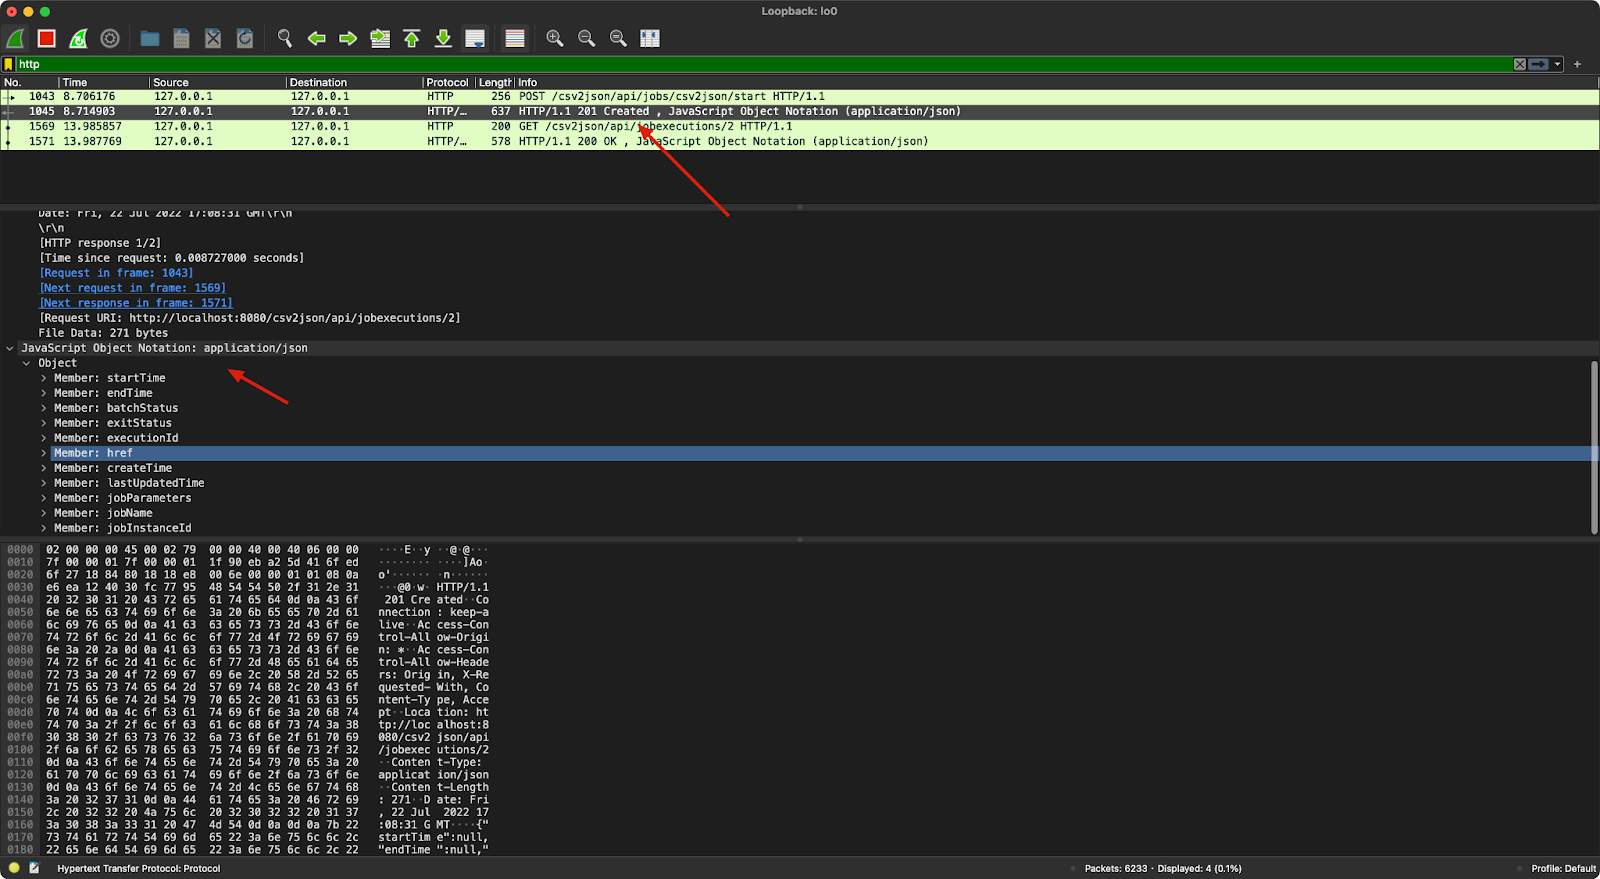 Loopback: lo0
http
No. Time Source Destination Protocol Length Info
1043 8.706176 127.0.0.1 127.0.0.1 HTTP 256 POST /csv2json/api/jobs/csv2json/start HTTP/1.1
1045 8.714903 127.0.0.1 127.0.0.1 HTTP/… 637 HTTP/1.1 201 Created , JavaScript Object Notation (application/json)
1569 13.985857 127.0.0.1 127.0.0.1 HTTP 200 GET /csv2json/api/jobexecutions/2 HTTP/1.1
1571 13.987769 127.0.0.1 127.0.0.1 HTTP/… 578 HTTP/1.1 200 OK , JavaScript Object Notation (application/json)
Date: Fri, 22 Jul 2022 17:08:31 GMT\r\n
\r\n
[HTTP response 1/2]
[Time since request: 0.008727000 seconds]
[Request in frame: 1043]
[Next request in frame: 1569]
[Next response in frame: 1571]
[Request URI: http://localhost:8080/csv2json/api/jobexecutions/2]
File Data: 271 bytes
JavaScript Object Notation: application/json
Object
Member: startTime
Member: endTime
Member: batchStatus
Member: exitStatus
Member: executionId
Member: href
Member: createTime
Member: lastUpdatedTime
Member: jobParameters
Member: jobName
Member: jobInstanceId
0000 02 00 00 00 45 00 02 79 00 00 40 00 40 06 00 00 ····E··y ··@·@···
0010 7f 00 00 01 7f 00 00 01 1f 90 eb a2 5d 41 6f ed ········ ····]Ao·
0020 6f 27 18 84 80 18 18 e8 00 6e 00 00 01 01 08 0a o'······ ·n······
0030 e6 ea 12 40 30 fc 77 95 48 54 54 50 2f 31 2e 31 ···@0·w· HTTP/1.1
0040 20 32 30 31 20 43 72 65 61 74 65 64 0d 0a 43 6f  201 Cre ated··Co
0050 6e 6e 65 63 74 69 6f 6e 3a 20 6b 65 65 70 2d 61 nnection : keep-a
0060 6c 69 76 65 0d 0a 41 63 63 65 73 73 2d 43 6f 6e live··Ac cess-Con
0070 74 72 6f 6c 2d 41 6c 6c 6f 77 2d 4f 72 69 67 69 trol-All ow-Origi
0080 6e 3a 20 2a 0d 0a 41 63 63 65 73 73 2d 43 6f 6e n: *··Ac cess-Con
0090 74 72 6f 6c 2d 41 6c 6c 6f 77 2d 48 65 61 64 65 trol-All ow-Heade
00a0 72 73 3a 20 4f 72 69 67 69 6e 2c 20 58 2d 52 65 rs: Orig in, X-Re
00b0 71 75 65 73 74 65 64 2d 57 69 74 68 2c 20 43 6f quested- With, Co
00c0 6e 74 65 6e 74 2d 54 79 70 65 2c 20 41 63 63 65 ntent-Ty pe, Acce
00d0 70 74 0d 0a 4c 6f 63 61 74 69 6f 6e 3a 20 68 74 pt··Loca tion: ht
00e0 74 70 3a 2f 2f 6c 6f 63 61 6c 68 6f 73 74 3a 38 tp://loc alhost:8
00f0 30 38 30 2f 63 73 76 32 6a 73 6f 6e 2f 61 70 69 080/csv2 json/api
0100 2f 6a 6f 62 65 78 65 63 75 74 69 6f 6e 73 2f 32 /jobexec utions/2
0110 0d 0a 43 6f 6e 74 65 6e 74 2d 54 79 70 65 3a 20 ··Conten t-Type:
0120 61 70 70 6c 69 63 61 74 69 6f 6e 2f 6a 73 6f 6e applicat ion/json
0130 0d 0a 43 6f 6e 74 65 6e 74 2d 4c 65 6e 67 74 68 ··Conten t-Length
0140 3a 20 32 37 31 0d 0a 44 61 74 65 3a 20 46 72 69 : 271··D ate: Fri
0150 2c 20 32 32 20 4a 75 6c 20 32 30 32 32 20 31 37 , 22 Jul  2022 17
0160 3a 30 38 3a 33 31 20 47 4d 54 0d 0a 0d 0a 7b 22 :08:31 G MT····{"
0170 73 74 61 72 74 54 69 6d 65 22 3a 6e 75 6c 6c 2c startTim e":null,
0180 22 65 6e 64 54 69 6d 65 22 3a 6e 75 6c 6c 2c 22 "endTime ":null,"
Hypertext Transfer Protocol: Protocol
Packets: 6233 · Displayed: 4 (0.1%)
Profile: Default